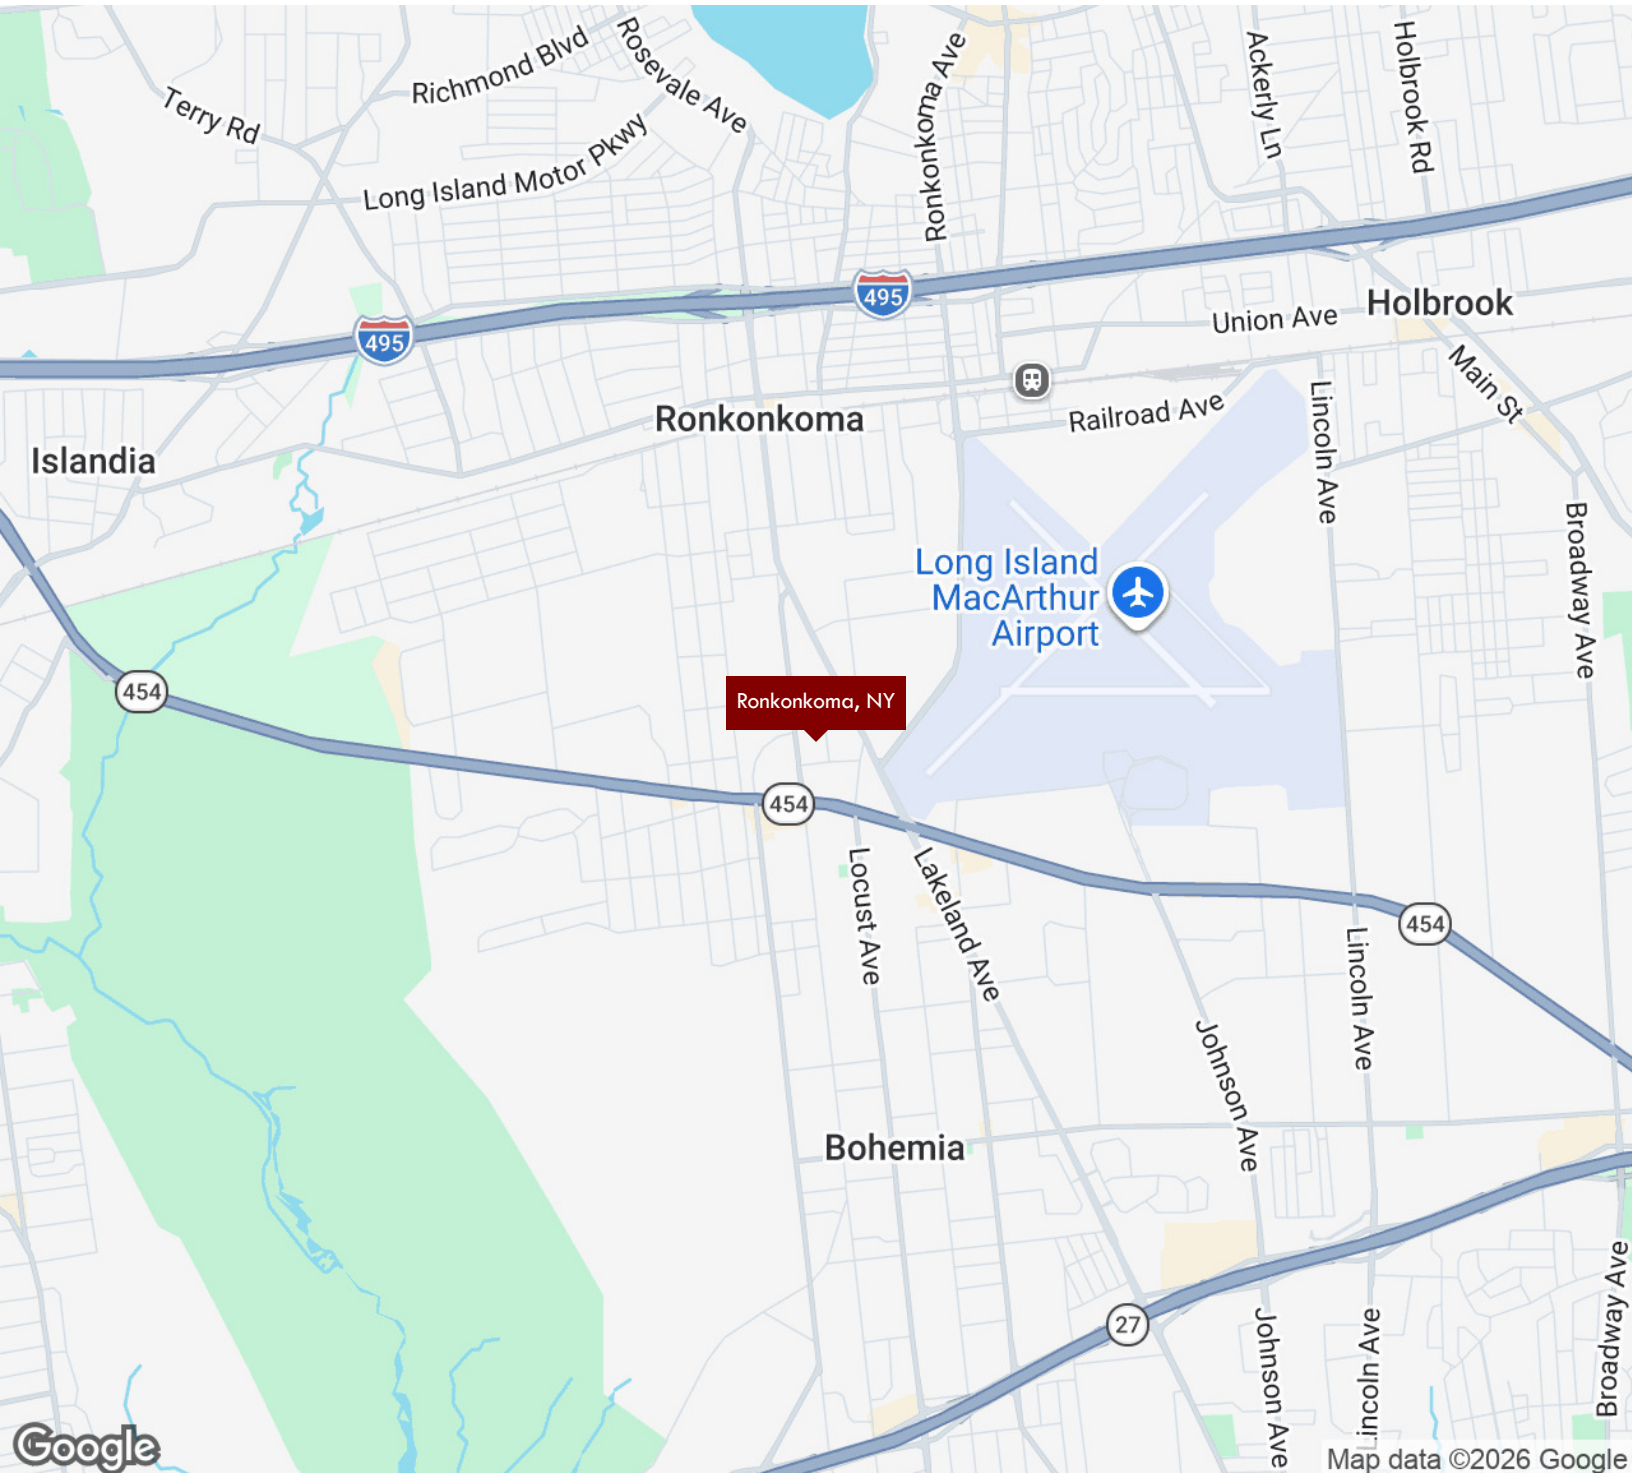 Richmond Blvd
Rosevale Ave
Terry Rd
Long Island Motor Pkwy
Ronkonkoma Ave
Ackerly Ln
Holbrook Rd
495
495
Union Ave
Holbrook
Main St
Ronkonkoma
Railroad Ave
Lincoln Ave
Islandia
Broadway Ave
Long Island
MacArthur
Airport
454
Ronkonkoma, NY
454
Locust Ave
Lakeland Ave
454
Lincoln Ave
Johnson Ave
Bohemia
27
Johnson Ave
Lincoln Ave
Broadway Ave
Google
Map data ©2026 Google